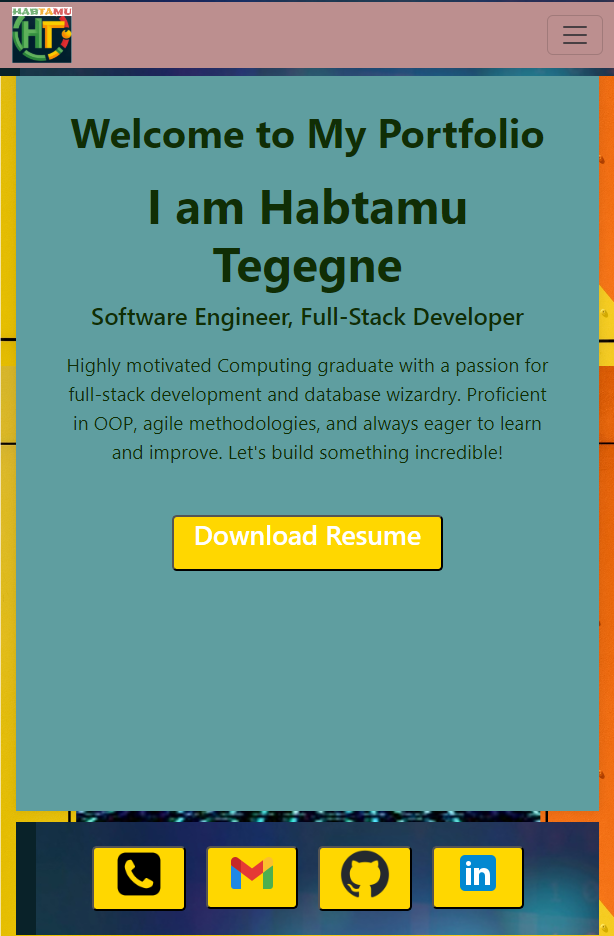 HABTAMU
HT
Welcome to My Portfolio
I am Habtamu
Tegegne
Software Engineer, Full-Stack Developer
Highly motivated Computing graduate with a passion for
full-stack development and database wizardry. Proficient
in OOP, agile methodologies, and always eager to learn
and improve. Let's build something incredible!
Download Resume
in